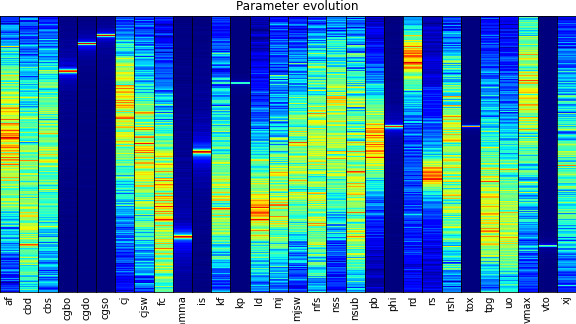 Parameter evolution
af
cbd
cbs
cgbo
cgdo
cgso
cj
cjsw
fc
mma
is
kf
kp
ld
mj
mjsw
nfs
nss
nsub
pb
phi
rd
rs
rsh
tox
tpg
uo
vmax
vto
xj